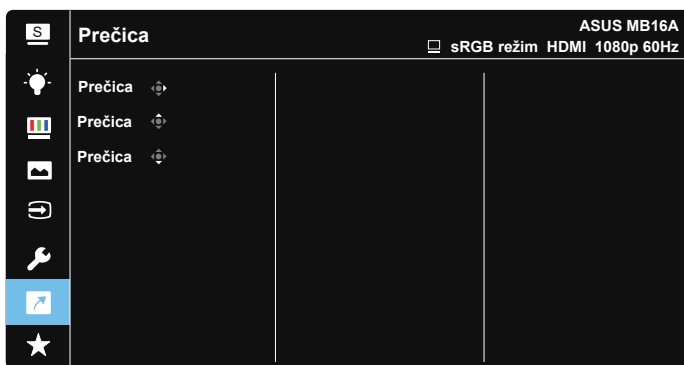 S
Prečica
ASUS MB16A
sRGB režim HDMI 1080p 60Hz
Prečica
Prečica
Prečica